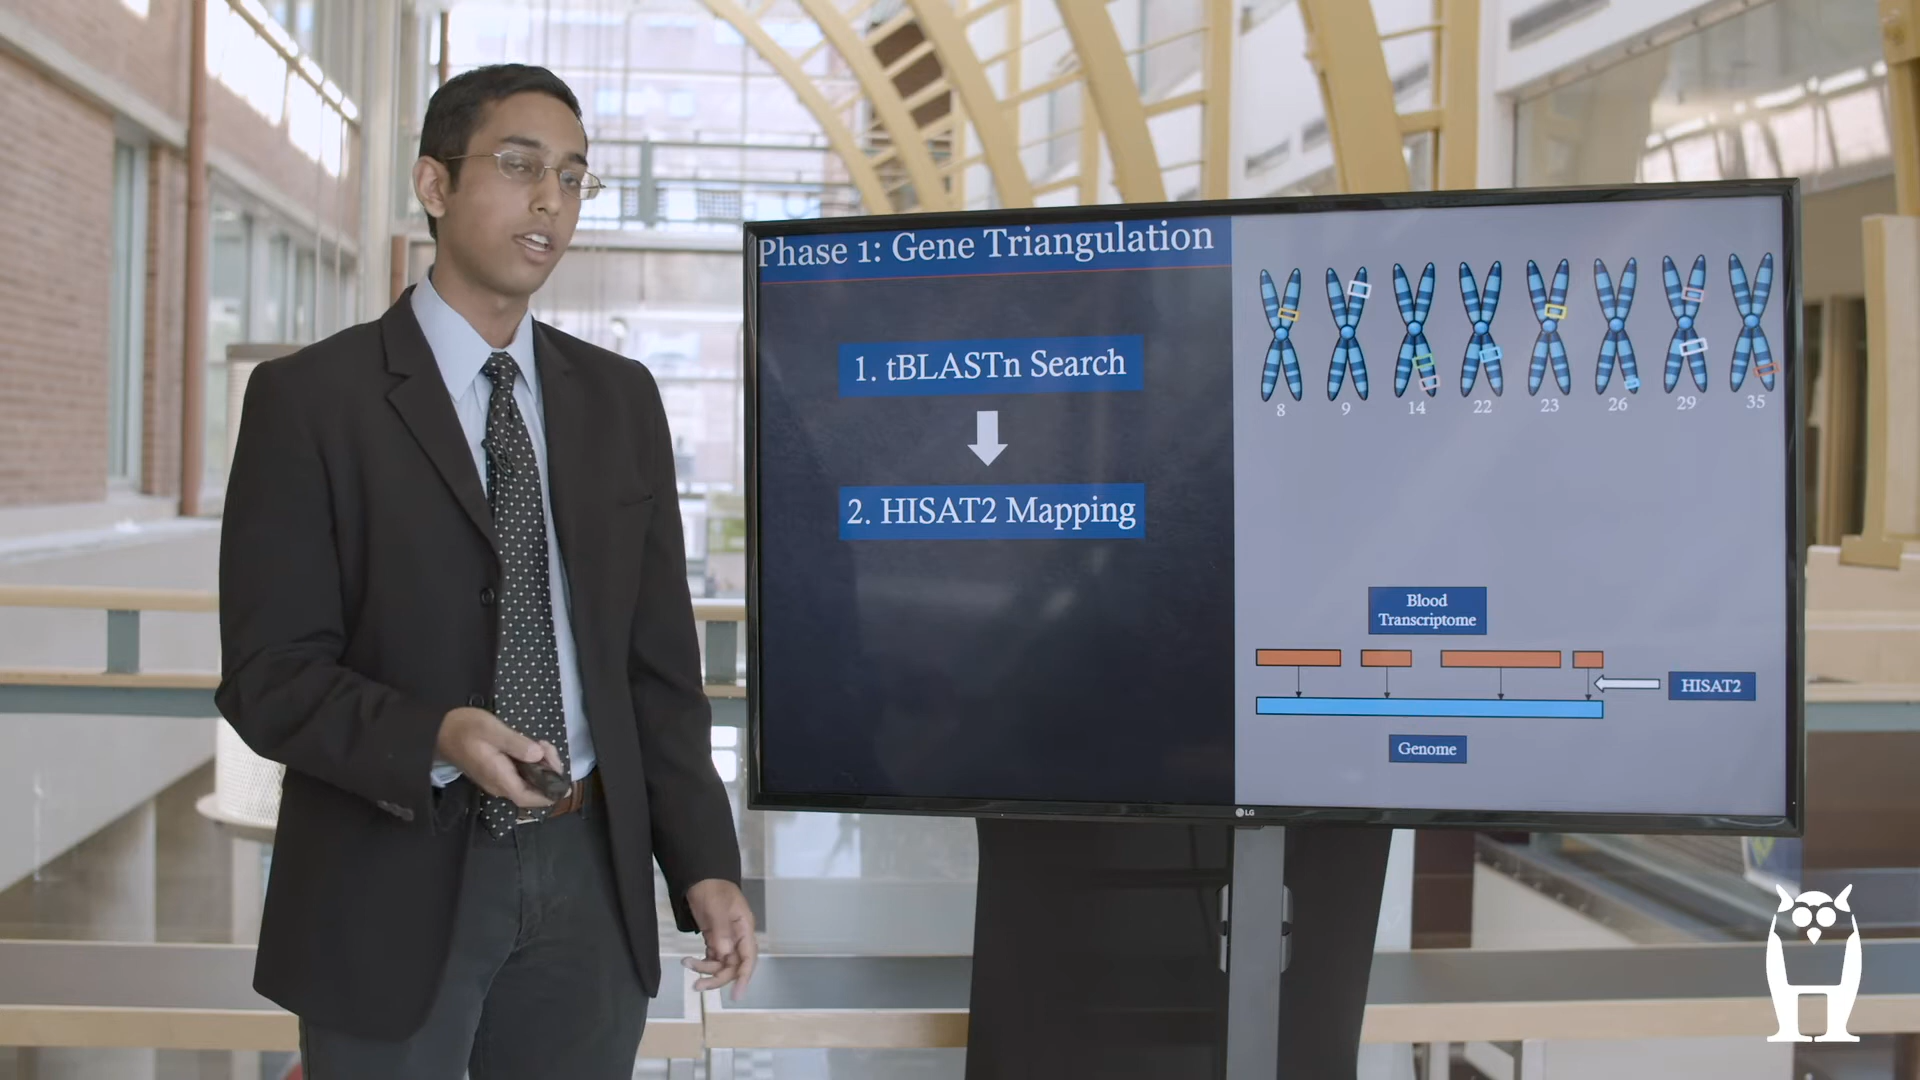 Phase 1: Gene Triangulation
1. tBLASTn Search
2. HISAT2 Mapping
8 9 14 22 23 26 29 35
Blood
Transcriptome
HISAT2
Genome
LG